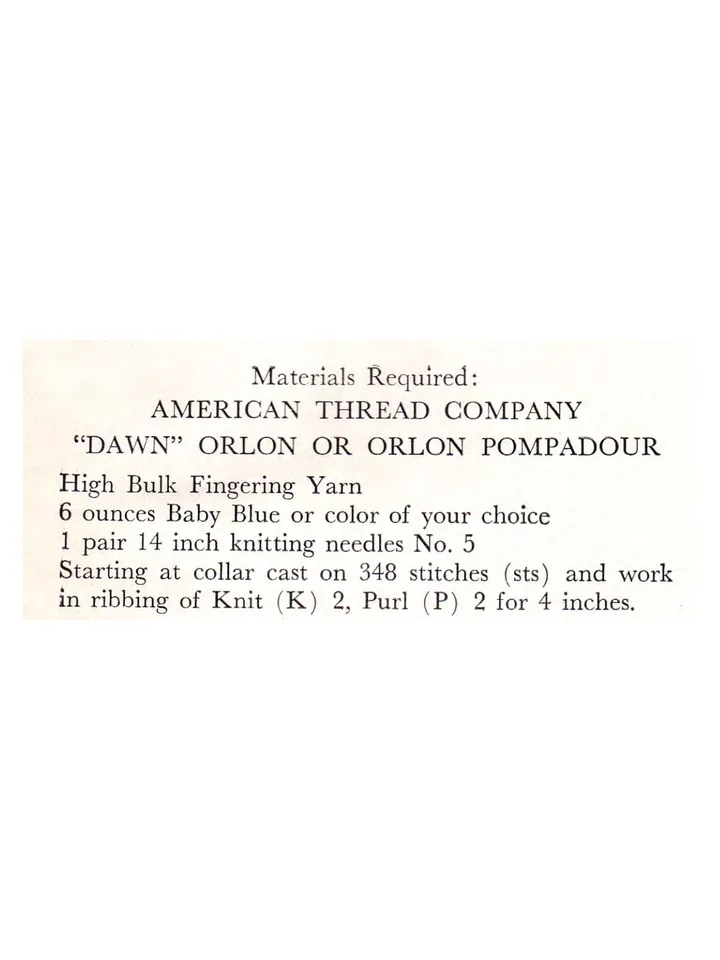 Materials Required:
AMERICAN THREAD COMPANY
“DAWN” ORLON OR ORLON POMPADOUR
High Bulk Fingering Yarn
6 ounces Baby Blue or color of your choice
1 pair 14 inch knitting needles No. 5
Starting at collar cast on 348 stitches (sts) and work
in ribbing of Knit (K) 2, Purl (P) 2 for 4 inches.